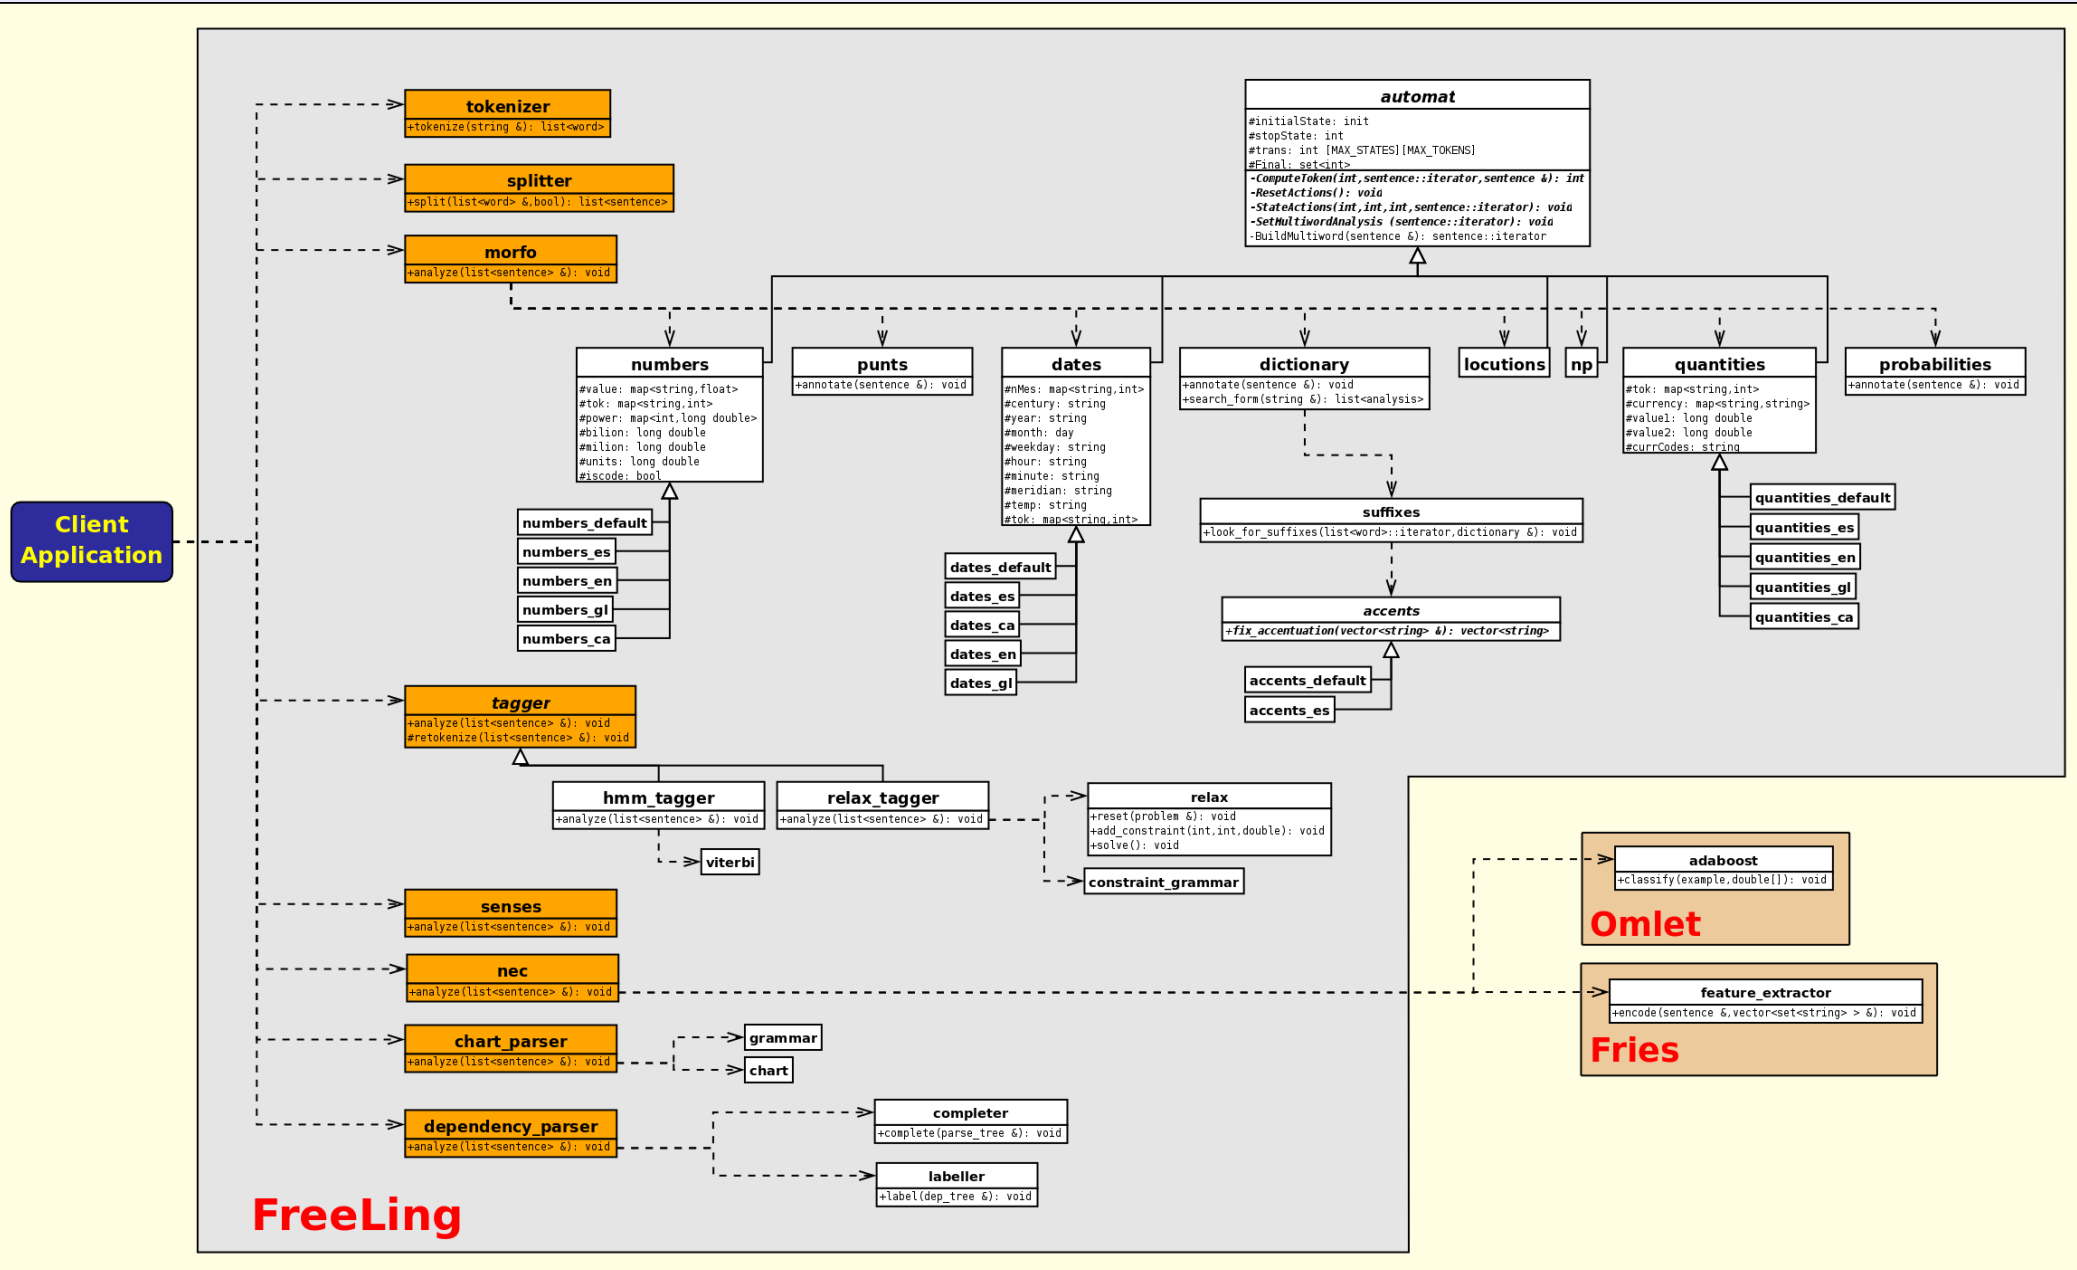 tokenizer
+tokenize(string &): list<word>
splitter
+split(list<word> &,bool): list<sentence>
morfo
+analyze(list<sentence> &): void
automat
#initialState: init
#stopState: int
#trans: int [MAX_STATES][MAX_TOKENS]
#Final: set<int>
-ComputeToken(int,sentence::iterator,sentence &): int
-ResetActions(): void
-StateActions(int,int,int,sentence::iterator): void
-SetMultiwordAnalysis (sentence::iterator): void
-BuildMultiword(sentence &): sentence::iterator
numbers
#value: map<string,float>
#tok: map<string,int>
#power: map<int,long double>
#bilion: long double
#milion: long double
#units: long double
#iscode: bool
numbers_default
numbers_es
numbers_en
numbers_gl
numbers_ca
punts
+annotate(sentence &): void
dates
#nMes: map<string,int>
#century: string
#year: string
#month: day
#weekday: string
#hour: string
#minute: string
#meridian: string
#temp: string
#tok: map<string,int>
dates_default
dates_es
dates_ca
dates_en
dates_gl
dictionary
+annotate(sentence &): void
+search_form(string &): list<analysis>
suffixes
+look_for_suffixes(list<word>::iterator,dictionary &): void
accents
+fix_accentuation(vector<string> &): vector<string>
accents_default
accents_es
locutions
np
quantities
#tok: map<string,int>
#currency: map<string,string>
#value1: long double
#value2: long double
#currCodes: string
quantities_default
quantities_es
quantities_en
quantities_gl
quantities_ca
probabilities
+annotate(sentence &): void
Client
Application
tagger
+analyze(list<sentence> &): void
#retokenize(list<sentence> &): void
hmm_tagger
+analyze(list<sentence> &): void
viterbi
relax_tagger
+analyze(list<sentence> &): void
relax
+reset(problem &): void
+add_constraint(int,int,double): void
+solve(): void
constraint_grammar
senses
+analyze(list<sentence> &): void
nec
+analyze(list<sentence> &): void
adaboost
+classify(example,double[]): void
Omlet
feature_extractor
+encode(sentence &,vector<set<string> > &): void
Fries
chart_parser
+analyze(list<sentence> &): void
grammar
chart
dependency_parser
+analyze(list<sentence> &): void
completer
+complete(parse_tree &): void
labeller
+label(dep_tree &): void
FreeLing